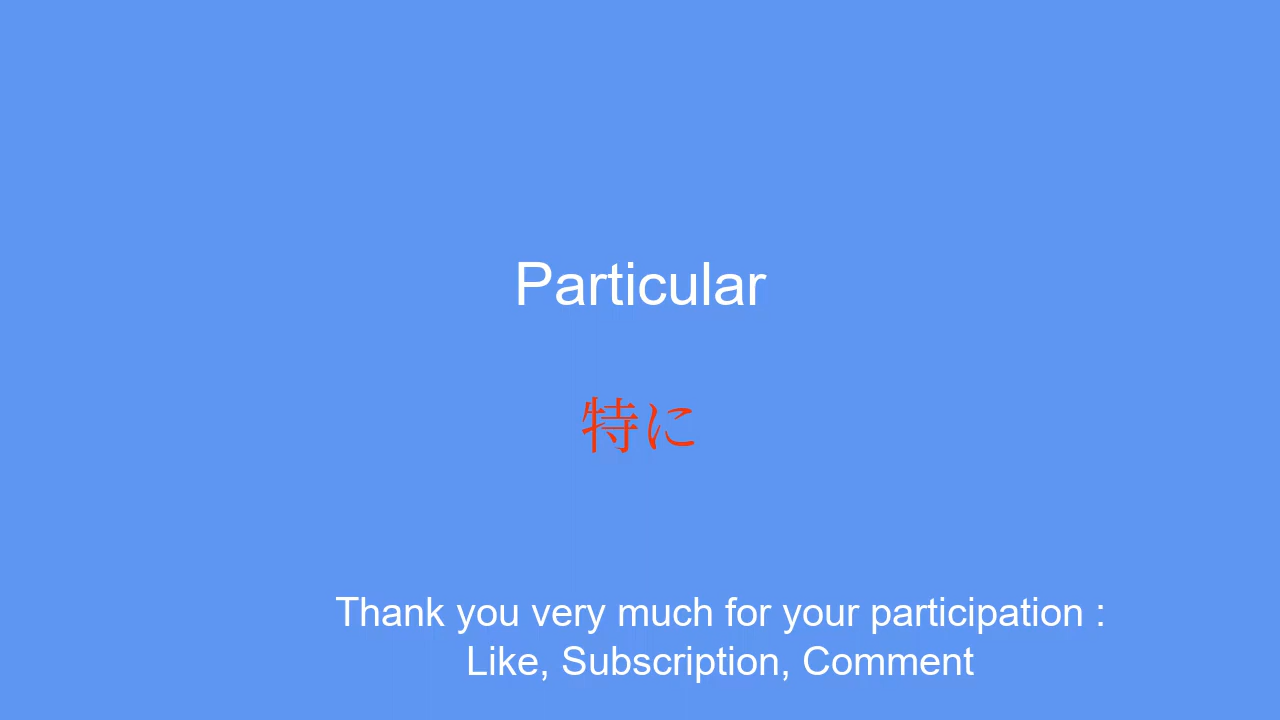 Particular
特に
Thank you very much for your participation :
Like, Subscription, Comment